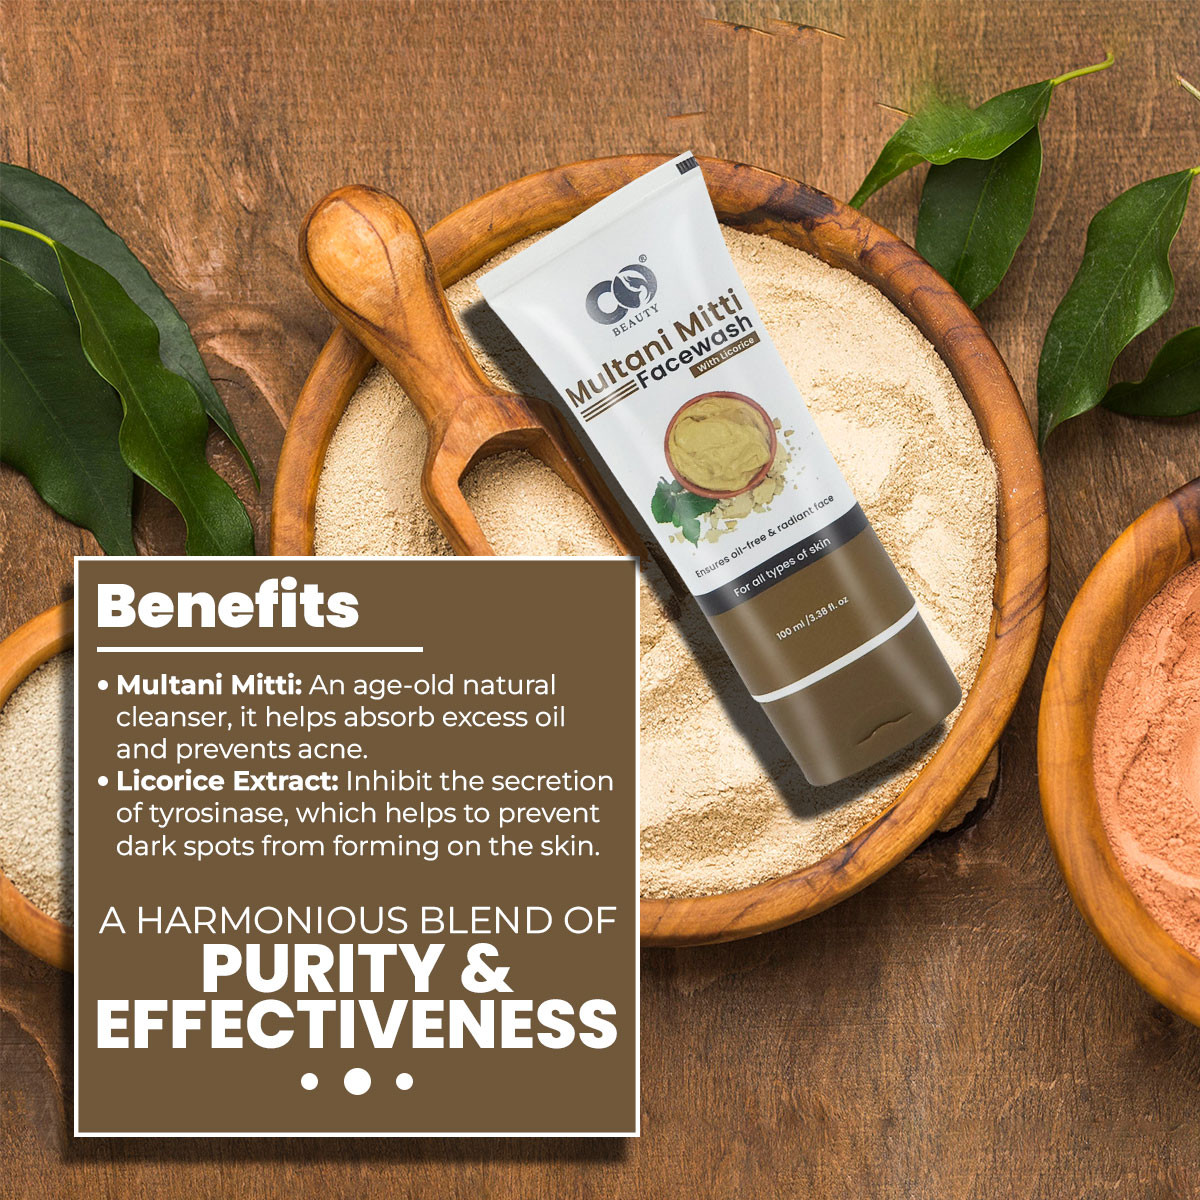 CO®
BEAUTY
Multani Mitti
Facewash
With Licorice
Ensures oil-free & radiant face
For all types of skin
100 ml/3.38 fl. oz
Benefits
• Multani Mitti: An age-old natural
cleanser, it helps absorb excess oil
and prevents acne.
• Licorice Extract: Inhibit the secretion
of tyrosinase, which helps to prevent
dark spots from forming on the skin.
A HARMONIOUS BLEND OF
PURITY &
EFFECTIVENESS